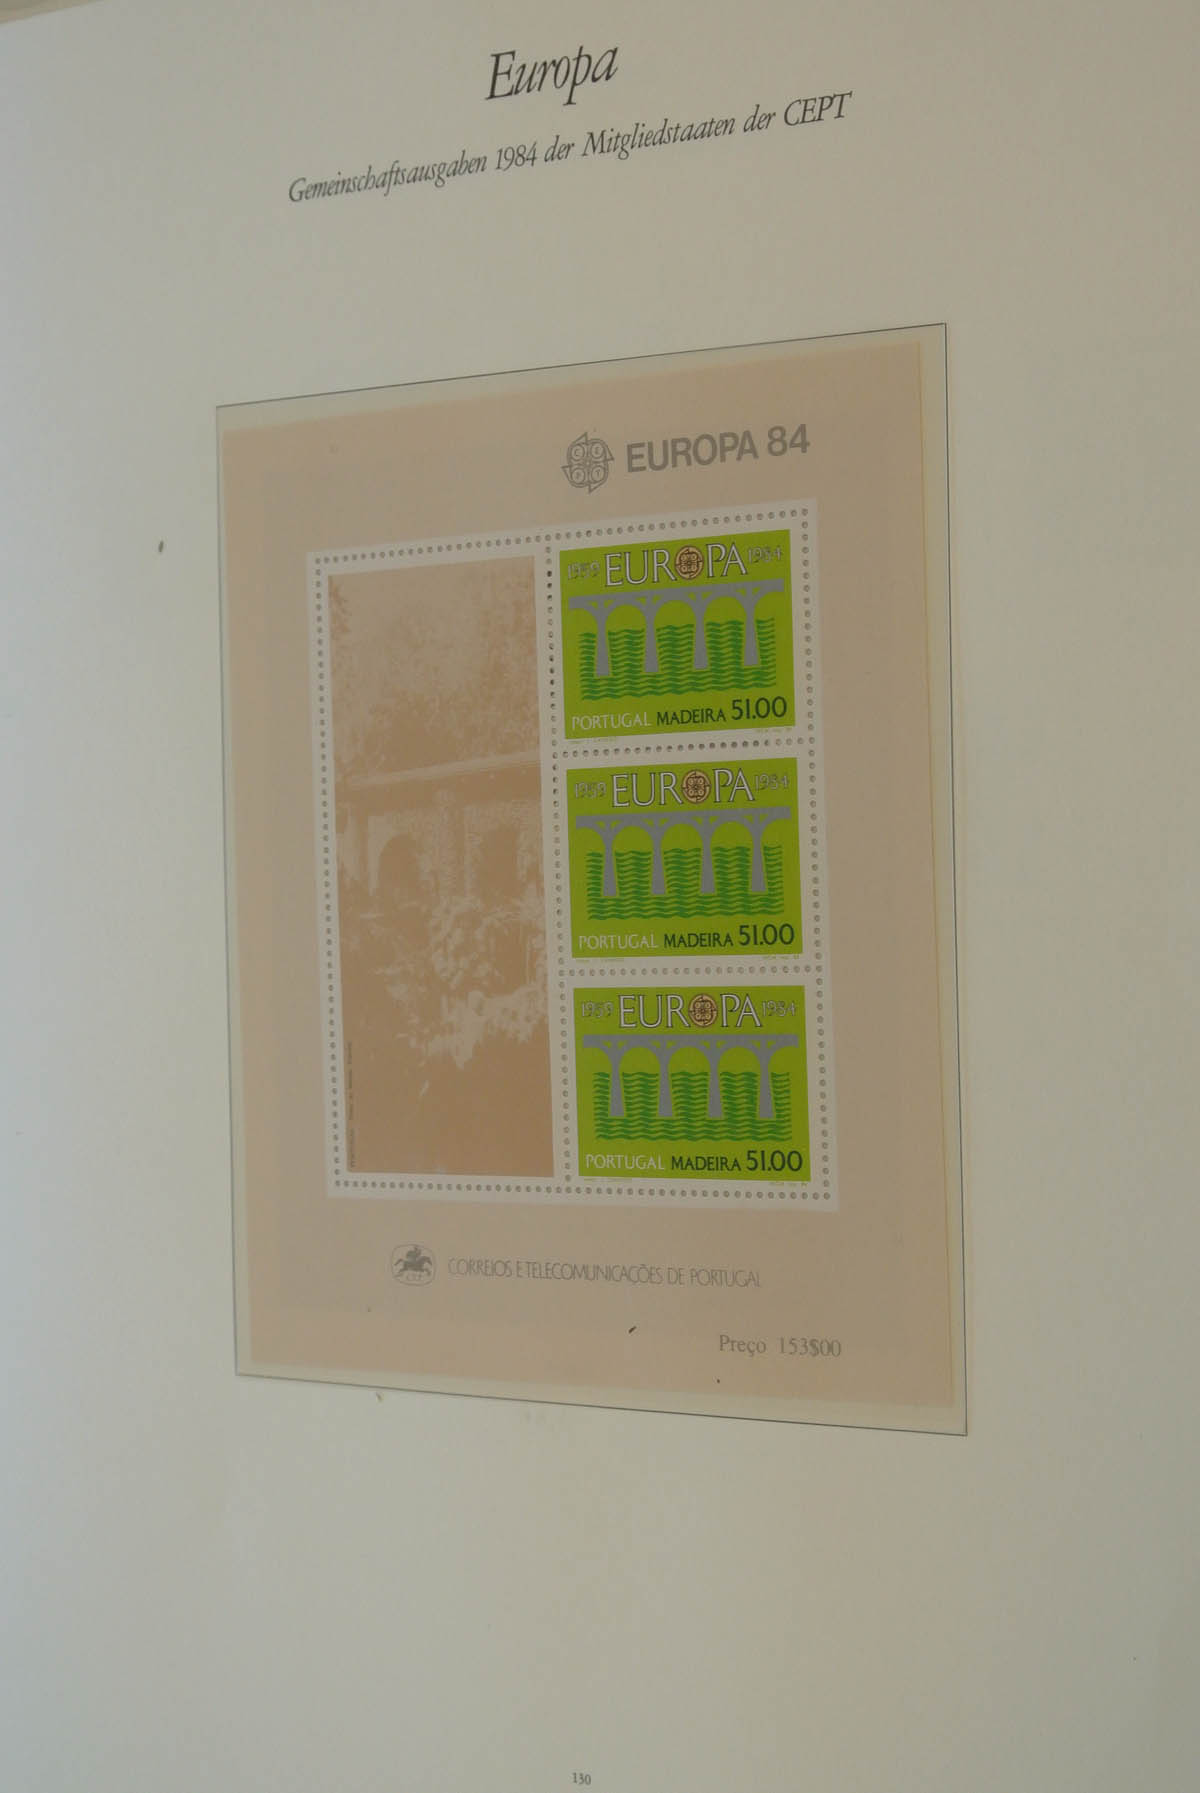 Europa
Gemeinschaftsausgaben 1984 der Mitgliedstaaten der CEPT
CEPT EUROPA 84
1959 EUROPA 1984
PORTUGAL MADEIRA 51.00
1959 EUROPA 1984
PORTUGAL MADEIRA 51.00
1959 EUROPA 1984
PORTUGAL MADEIRA 51.00
CTT CORREIOS E TELECOMUNICAÇÕES DE PORTUGAL
Preço 153$00
130